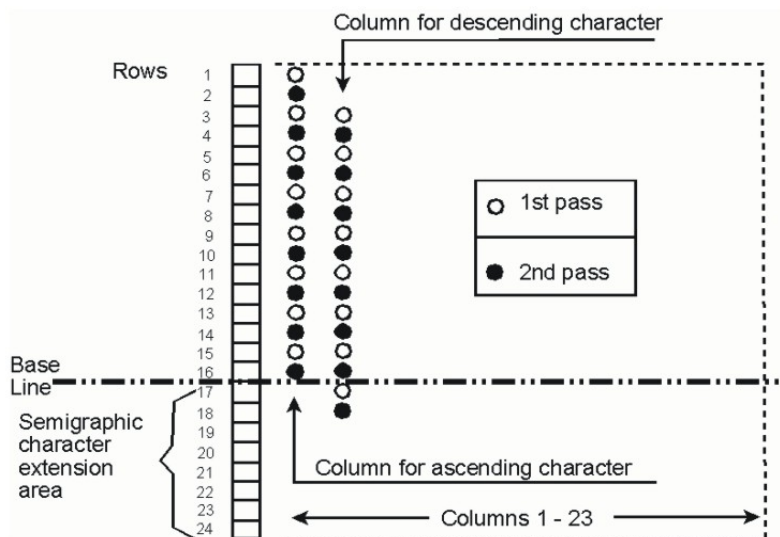 Column for descending character
Rows
1
2
3
4
5
6
7
8
9
10
11
12
13
14
15
16
17
18
19
20
21
22
23
24
1st pass
2nd pass
Base
Line
Semigraphic
character
extension
area
Column for ascending character
Columns 1 - 23